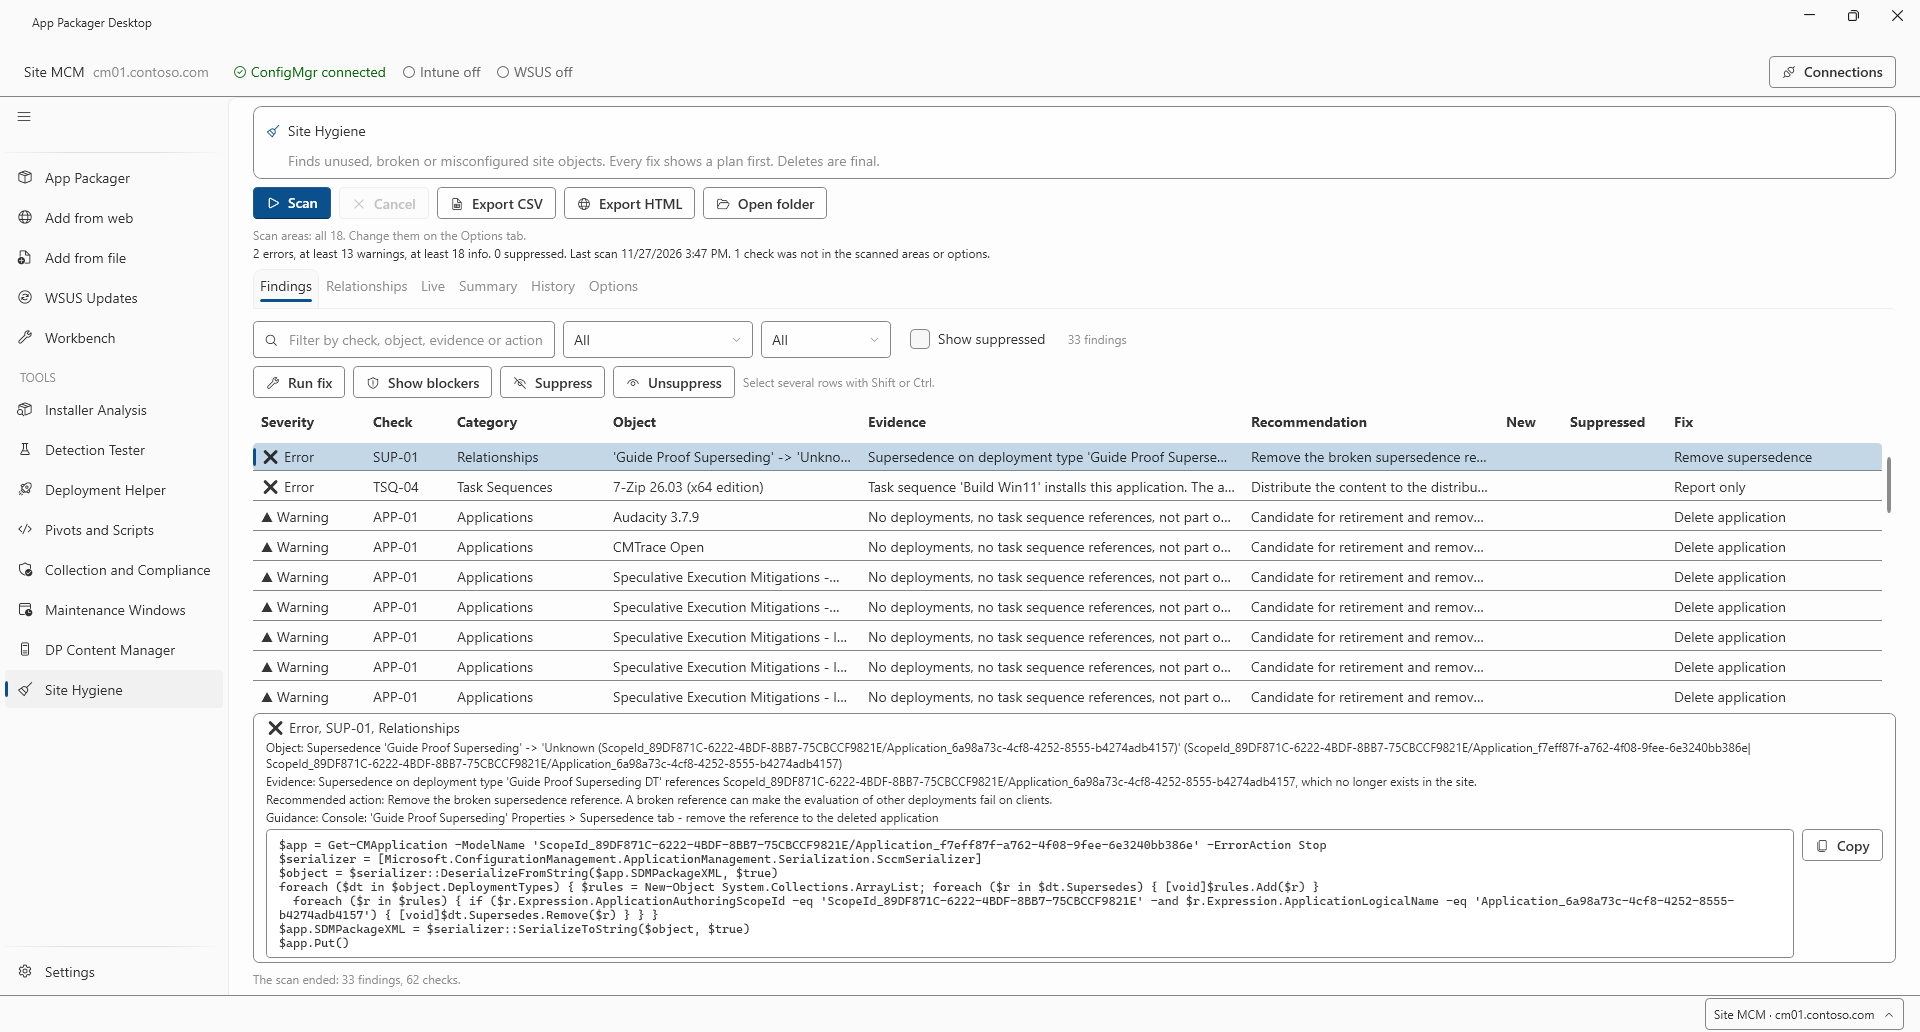 App Packager Desktop
Site MCM cm01.contoso.com ConfigMgr connected Intune off WSUS off Connections
Site Hygiene
Finds unused, broken or misconfigured site objects. Every fix shows a plan first. Deletes are final.
App Packager
Add from web
Add from file
WSUS Updates
Workbench
TOOLS
Installer Analysis
Detection Tester
Deployment Helper
Pivots and Scripts
Collection and Compliance
Maintenance Windows
DP Content Manager
Site Hygiene
Settings
Scan Cancel Export CSV Export HTML Open folder
Scan areas: all 18. Change them on the Options tab.
2 errors, at least 13 warnings, at least 18 info. 0 suppressed. Last scan 11/27/2026 3:47 PM. 1 check was not in the scanned areas or options.
Findings Relationships Live Summary History Options
Filter by check, object, evidence or action All All Show suppressed 33 findings
Run fix Show blockers Suppress Unsuppress Select several rows with Shift or Ctrl.
Severity Check Category Object Evidence Recommendation New Suppressed Fix
Error SUP-01 Relationships 'Guide Proof Superseding' -> 'Unkno... Supersedence on deployment type 'Guide Proof Superse... Remove the broken supersedence re... Remove supersedence
Error TSQ-04 Task Sequences 7-Zip 26.03 (x64 edition) Task sequence 'Build Win11' installs this application. The a... Distribute the content to the distribu... Report only
Warning APP-01 Applications Audacity 3.7.9 No deployments, no task sequence references, not part o... Candidate for retirement and remov... Delete application
Warning APP-01 Applications CMTrace Open No deployments, no task sequence references, not part o... Candidate for retirement and remov... Delete application
Warning APP-01 Applications Speculative Execution Mitigations -... No deployments, no task sequence references, not part o... Candidate for retirement and remov... Delete application
Warning APP-01 Applications Speculative Execution Mitigations -... No deployments, no task sequence references, not part o... Candidate for retirement and remov... Delete application
Warning APP-01 Applications Speculative Execution Mitigations - I... No deployments, no task sequence references, not part o... Candidate for retirement and remov... Delete application
Warning APP-01 Applications Speculative Execution Mitigations - I... No deployments, no task sequence references, not part o... Candidate for retirement and remov... Delete application
Warning APP-01 Applications Speculative Execution Mitigations - I... No deployments, no task sequence references, not part o... Candidate for retirement and remov... Delete application
Error, SUP-01, Relationships
Object: Supersedence 'Guide Proof Superseding' -> 'Unknown (ScopeId_89DF871C-6222-4BDF-8BB7-75CBCCF9821E/Application_6a98a73c-4cf8-4252-8555-b4274adb4157)' (ScopeId_89DF871C-6222-4BDF-8BB7-75CBCCF9821E/Application_f7eff87f-a762-4f08-9fee-6e3240bb386e|
ScopeId_89DF871C-6222-4BDF-8BB7-75CBCCF9821E/Application_6a98a73c-4cf8-4252-8555-b4274adb4157)
Evidence: Supersedence on deployment type 'Guide Proof Superseding DT' references ScopeId_89DF871C-6222-4BDF-8BB7-75CBCCF9821E/Application_6a98a73c-4cf8-4252-8555-b4274adb4157, which no longer exists in the site.
Recommended action: Remove the broken supersedence reference. A broken reference can make the evaluation of other deployments fail on clients.
Guidance: Console: 'Guide Proof Superseding' Properties > Supersedence tab - remove the reference to the deleted application
$app = Get-CMApplication -ModelName 'ScopeId_89DF871C-6222-4BDF-8BB7-75CBCCF9821E/Application_f7eff87f-a762-4f08-9fee-6e3240bb386e' -ErrorAction Stop
$serializer = [Microsoft.ConfigurationManagement.ApplicationManagement.Serialization.SccmSerializer]
$object = $serializer::DeserializeFromString($app.SDMPackageXML, $true)
foreach ($dt in $object.DeploymentTypes) { $rules = New-Object System.Collections.ArrayList; foreach ($r in $dt.Supersedes) { [void]$rules.Add($r) }
foreach ($r in $rules) { if ($r.Expression.ApplicationAuthoringScopeId -eq 'ScopeId_89DF871C-6222-4BDF-8BB7-75CBCCF9821E' -and $r.Expression.ApplicationLogicalName -eq 'Application_6a98a73c-4cf8-4252-8555-
b4274adb4157') { [void]$dt.Supersedes.Remove($r) } } }
$app.SDMPackageXML = $serializer::SerializeToString($object, $true)
$app.Put()
Copy
The scan ended: 33 findings, 62 checks.
Site MCM · cm01.contoso.com